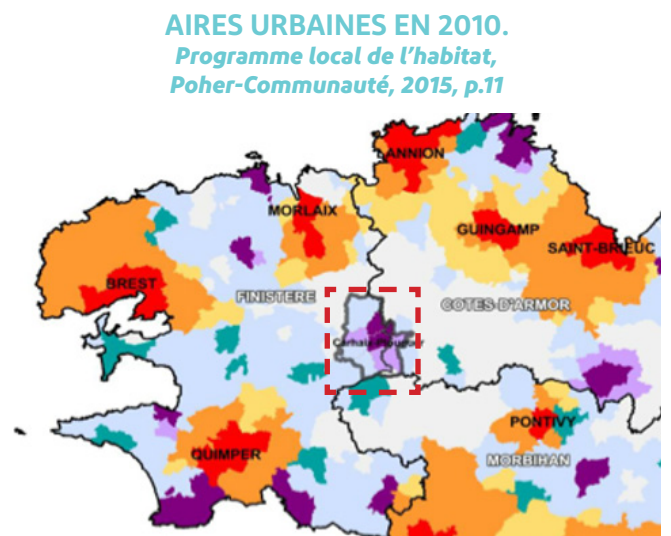 AIRES URBAINES EN 2010.
Programme local de l’habitat,
Poher-Communauté, 2015, p.11
LANNION
MORLAIX
GUINGAMP
SAINT-BRIEUC
BREST
FINISTERE
COTES-D'ARMOR
QUIMPER
PONTIVY
MORBIHAN